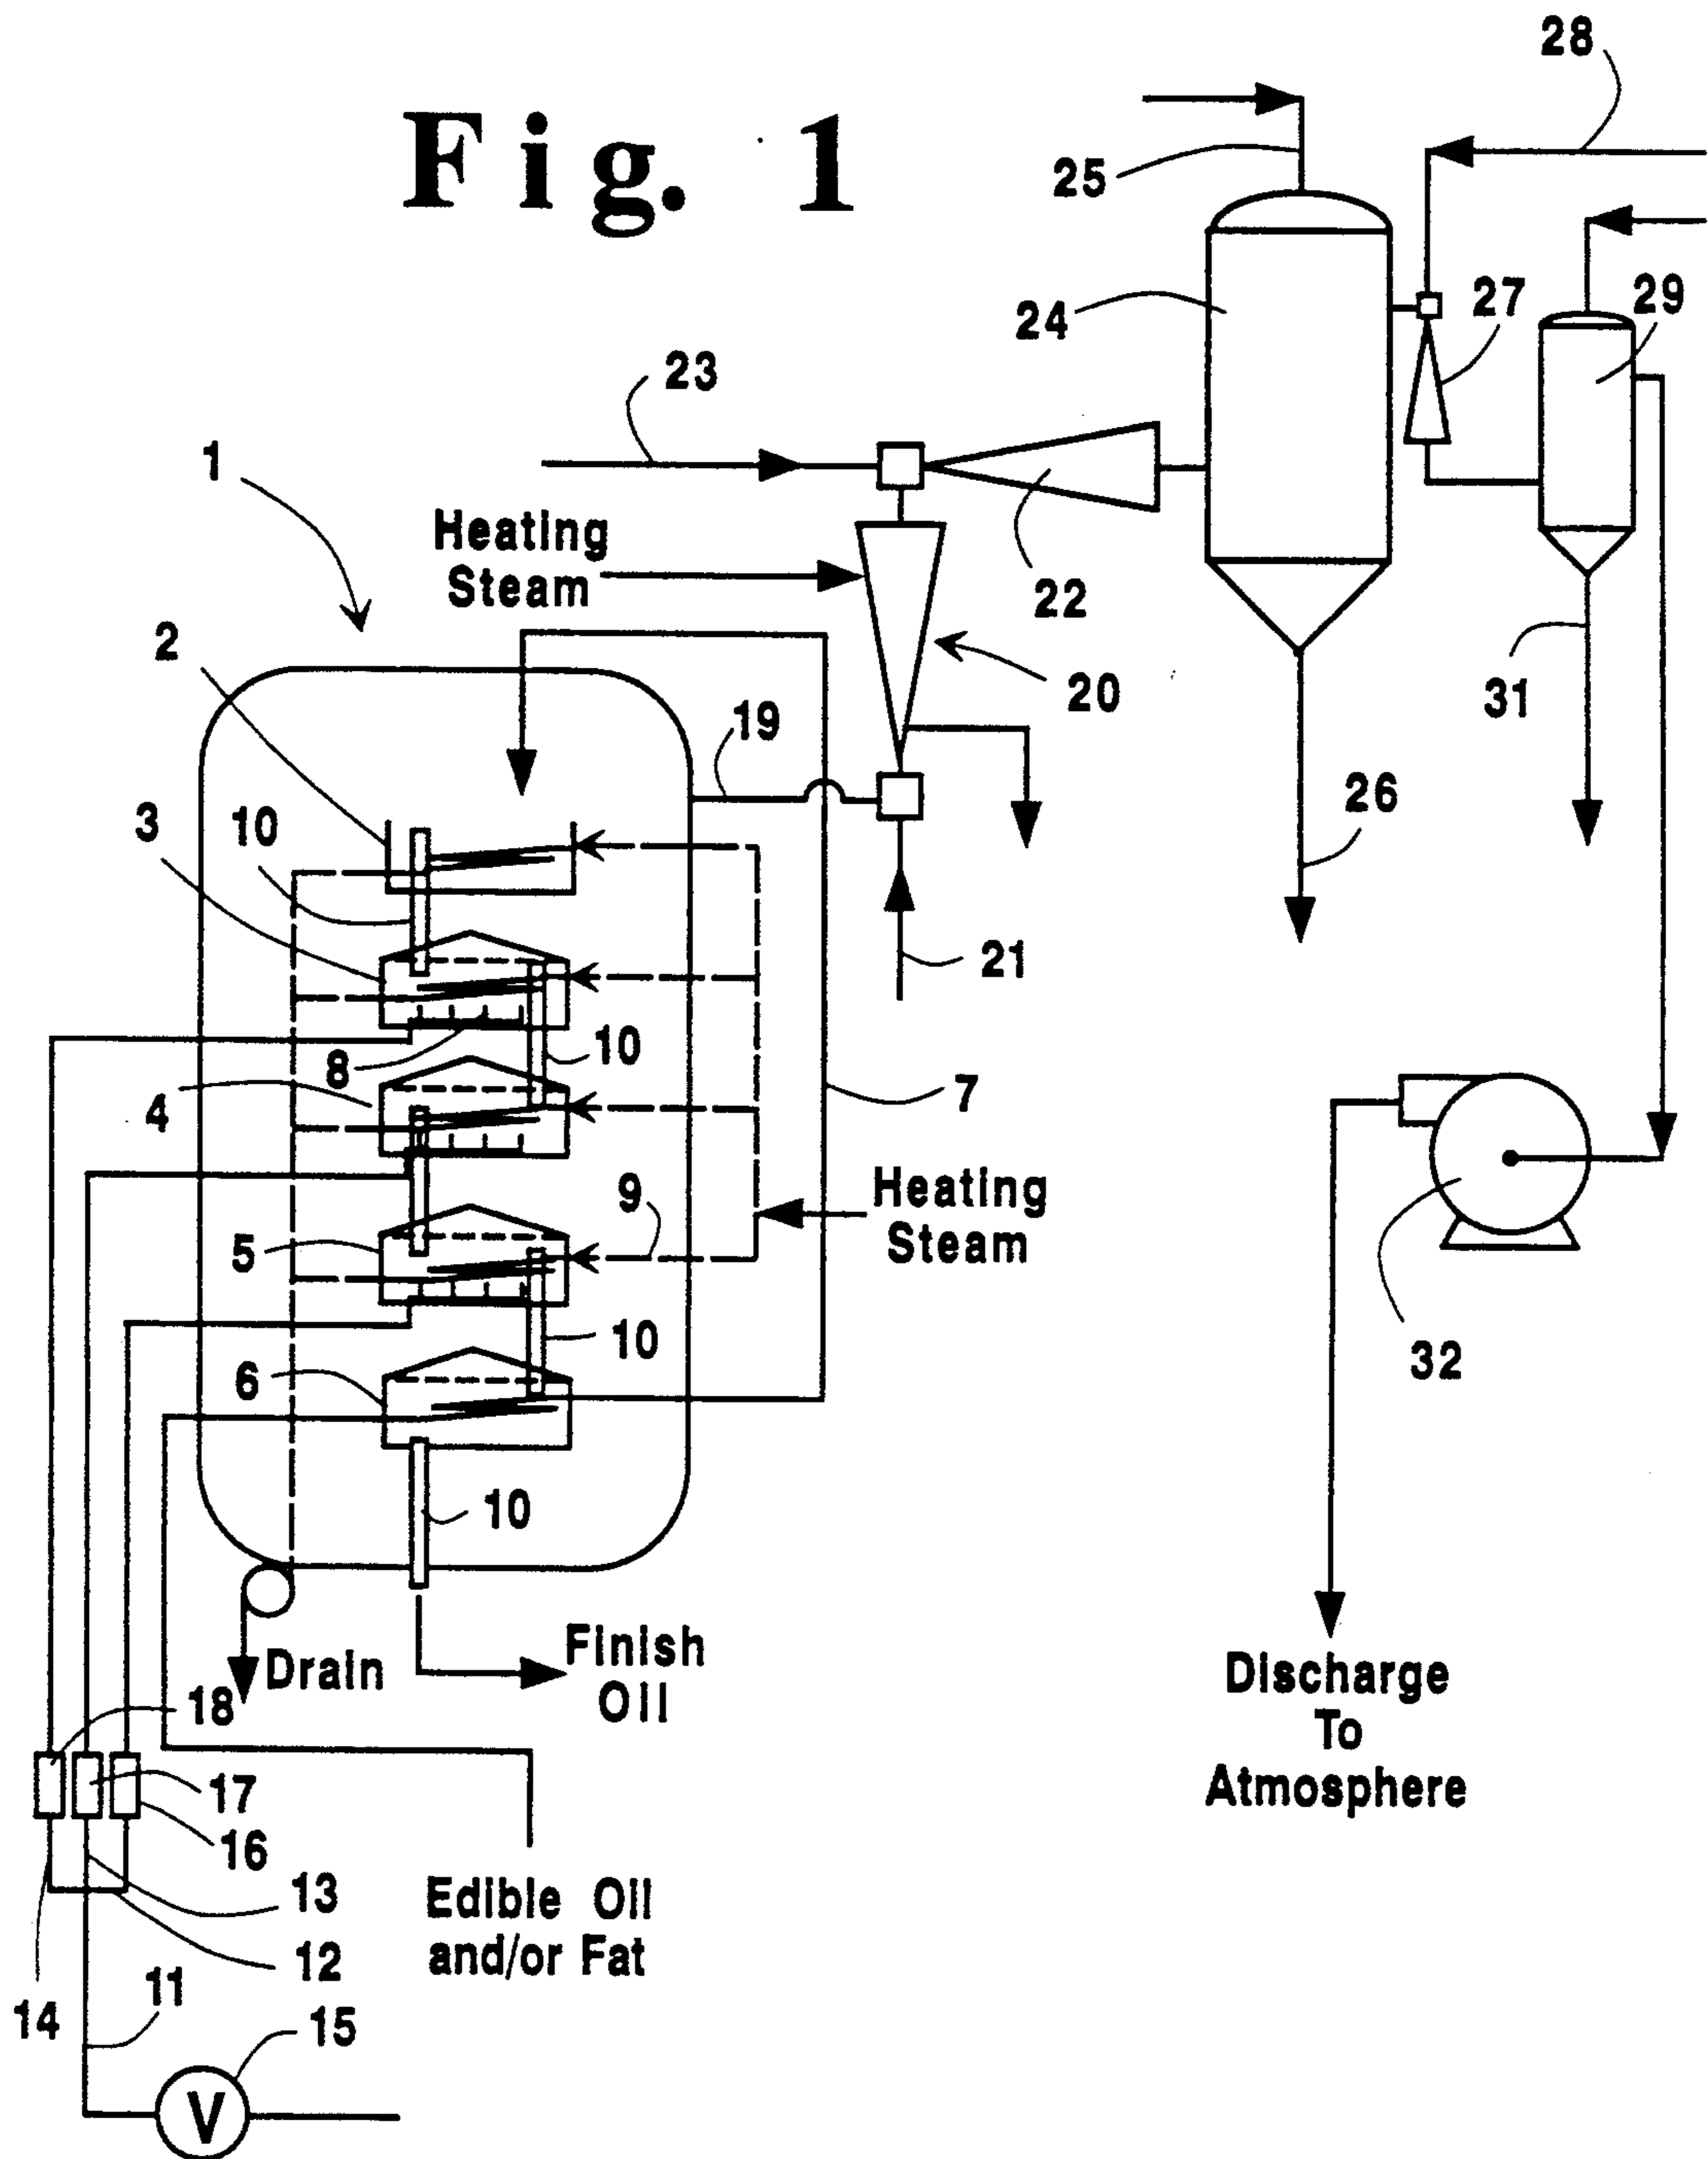 Fig. 1
28
25
27
29
24
23
1
Heating
Steam
22
2
20
31
19
3
10
26
21
8
10
4
7
9
Heating
Steam
5
10
6
32
10
Finish
Oil
Drain
18
Discharge
To
Atmosphere
17
16
13
Edible Oil
and/or Fat
12
11
14
15
V